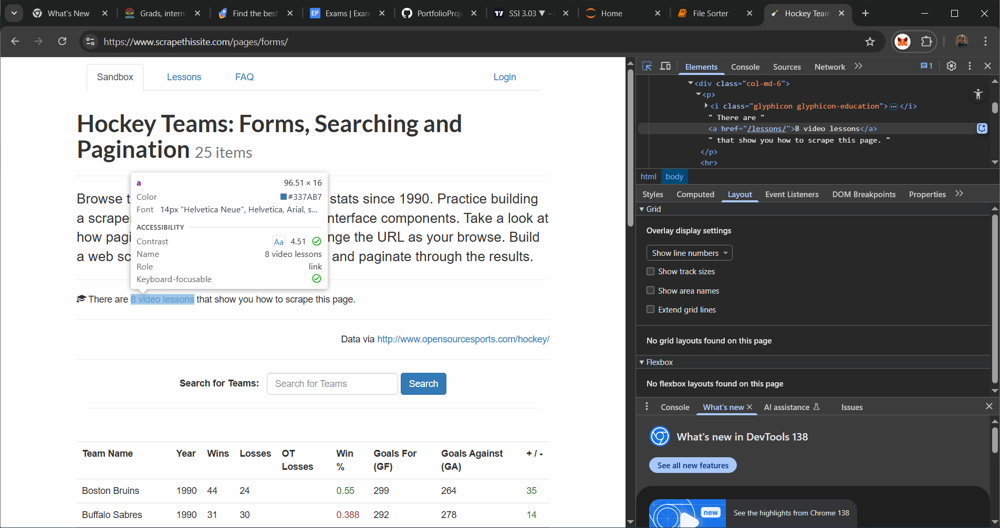 What's New
Grads, intern
Find the best
EP
Exams | Exam
PortfolioProje
SSI 3.03 ▼
Home
File Sorter
Hockey Team
https://www.scrapethissite.com/pages/forms/
Sandbox
Lessons
FAQ
Login
Hockey Teams: Forms, Searching and
Pagination 25 items
Browse t
stats since 1990. Practice building
a scraper
nterface components. Take a look at
how pagi
nge the URL as your browse. Build
a web sc
and paginate through the results.
a 96.51 × 16
Color #337AB7
Font 14px "Helvetica Neue", Helvetica, Arial, s...
ACCESSIBILITY
Contrast Aa 4.51
Name 8 video lessons
Role link
Keyboard-focusable
There are 8 video lessons that show you how to scrape this page.
Data via http://www.opensourcesports.com/hockey/
Search for Teams: Search for Teams Search
Team Name Year Wins Losses OT Losses Win % Goals For (GF) Goals Against (GA) + / -
Boston Bruins 1990 44 24 0.55 299 264 35
Buffalo Sabres 1990 31 30 0.388 292 278 14
Elements Console Sources Network 1
<div class="col-md-6">
<p>
<i class="glyphicon glyphicon-education">…</i>
" There are "
<a href="/lessons/">8 video lessons</a>
" that show you how to scrape this page. "
</p>
<hr>
html body
Styles Computed Layout Event Listeners DOM Breakpoints Properties
Grid
Overlay display settings
Show line numbers
Show track sizes
Show area names
Extend grid lines
No grid layouts found on this page
Flexbox
No flexbox layouts found on this page
Console What's new AI assistance Issues
What's new in DevTools 138
See all new features
new
See the highlights from Chrome 138